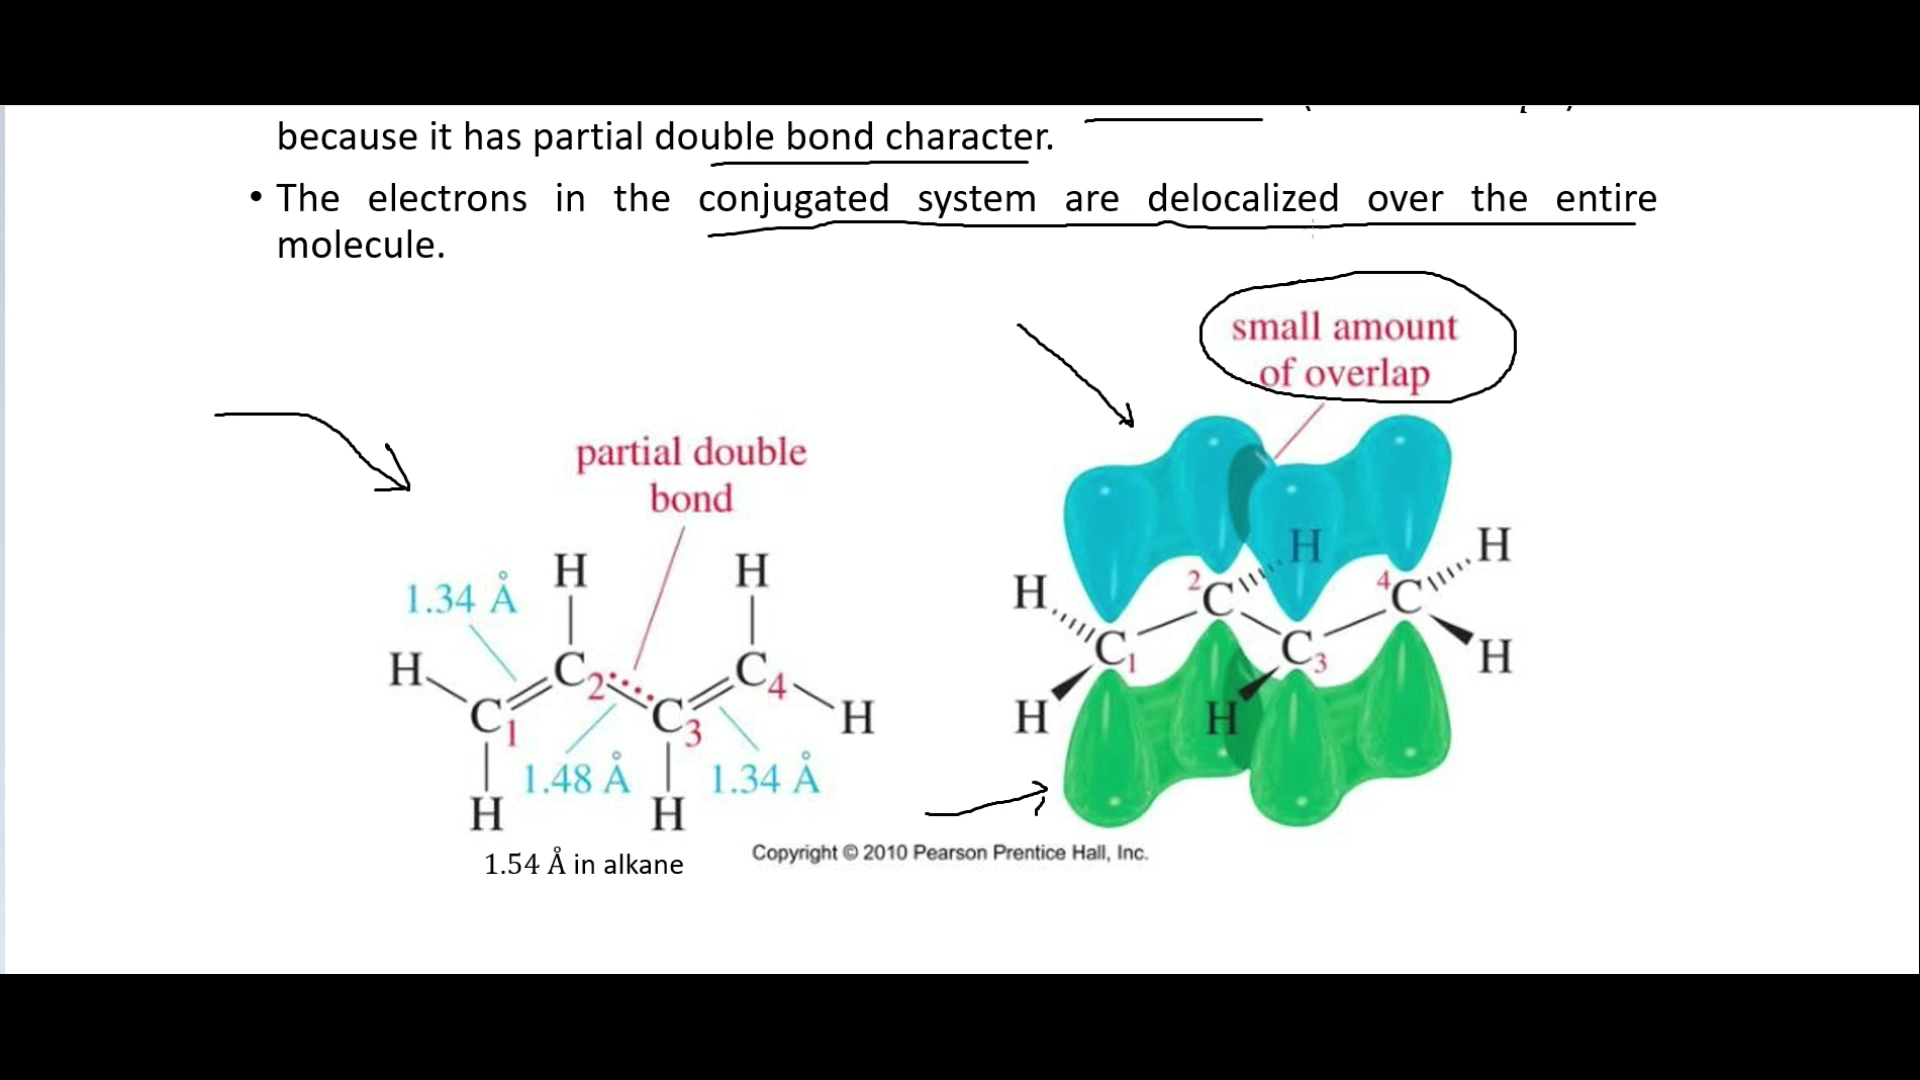 because it has partial double bond character.
• The electrons in the conjugated system are delocalized over the entire
molecule.
small amount
of overlap
partial double
bond
H H
1.34 Å
H C1 C2 C3 C4 H
1.48 Å 1.34 Å
H H
H H
H C1 2C C3 4C H
H H
1.54 Å in alkane
Copyright © 2010 Pearson Prentice Hall, Inc.